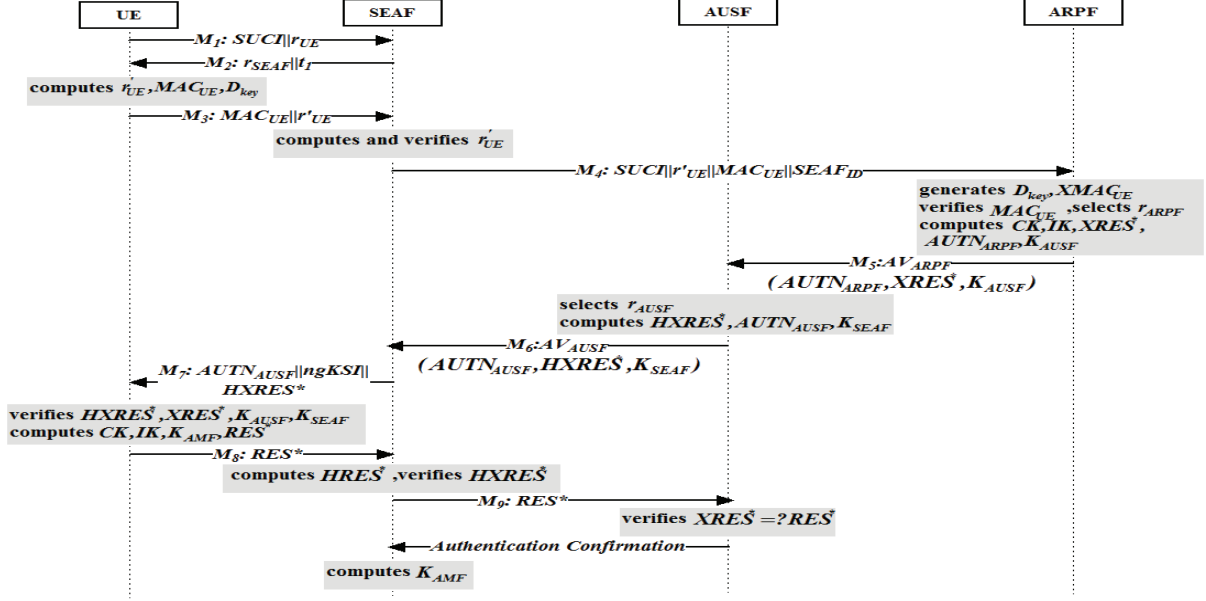 UE SEAF AUSF ARPF
M1: SUCI||rUE
M2: rSEAF||t1
computes r'UE,MACUE,Dkey
M3: MACUE||r'UE
computes and verifies r'UE
M4: SUCI||r'UE||MACUE||SEAFID
generates Dkey,XMACUE
verifies MACUE ,selects rARPF
computes CK,IK,XRES*,
AUTNARPF,KAUSF
M5:AVARPF
(AUTNARPF,XRES*,KAUSF)
selects rAUSF
computes HXRES*,AUTNAUSF,KSEAF
M6:AVAUSF
(AUTNAUSF,HXRES*,KSEAF)
M7: AUTNAUSF||ngKSI||
HXRES*
verifies HXRES*,XRES*,KAUSF,KSEAF
computes CK,IK,KAMF,RES*
M8: RES*
computes HRES* ,verifies HXRES*
M9: RES*
verifies XRES*=?RES*
Authentication Confirmation
computes KAMF